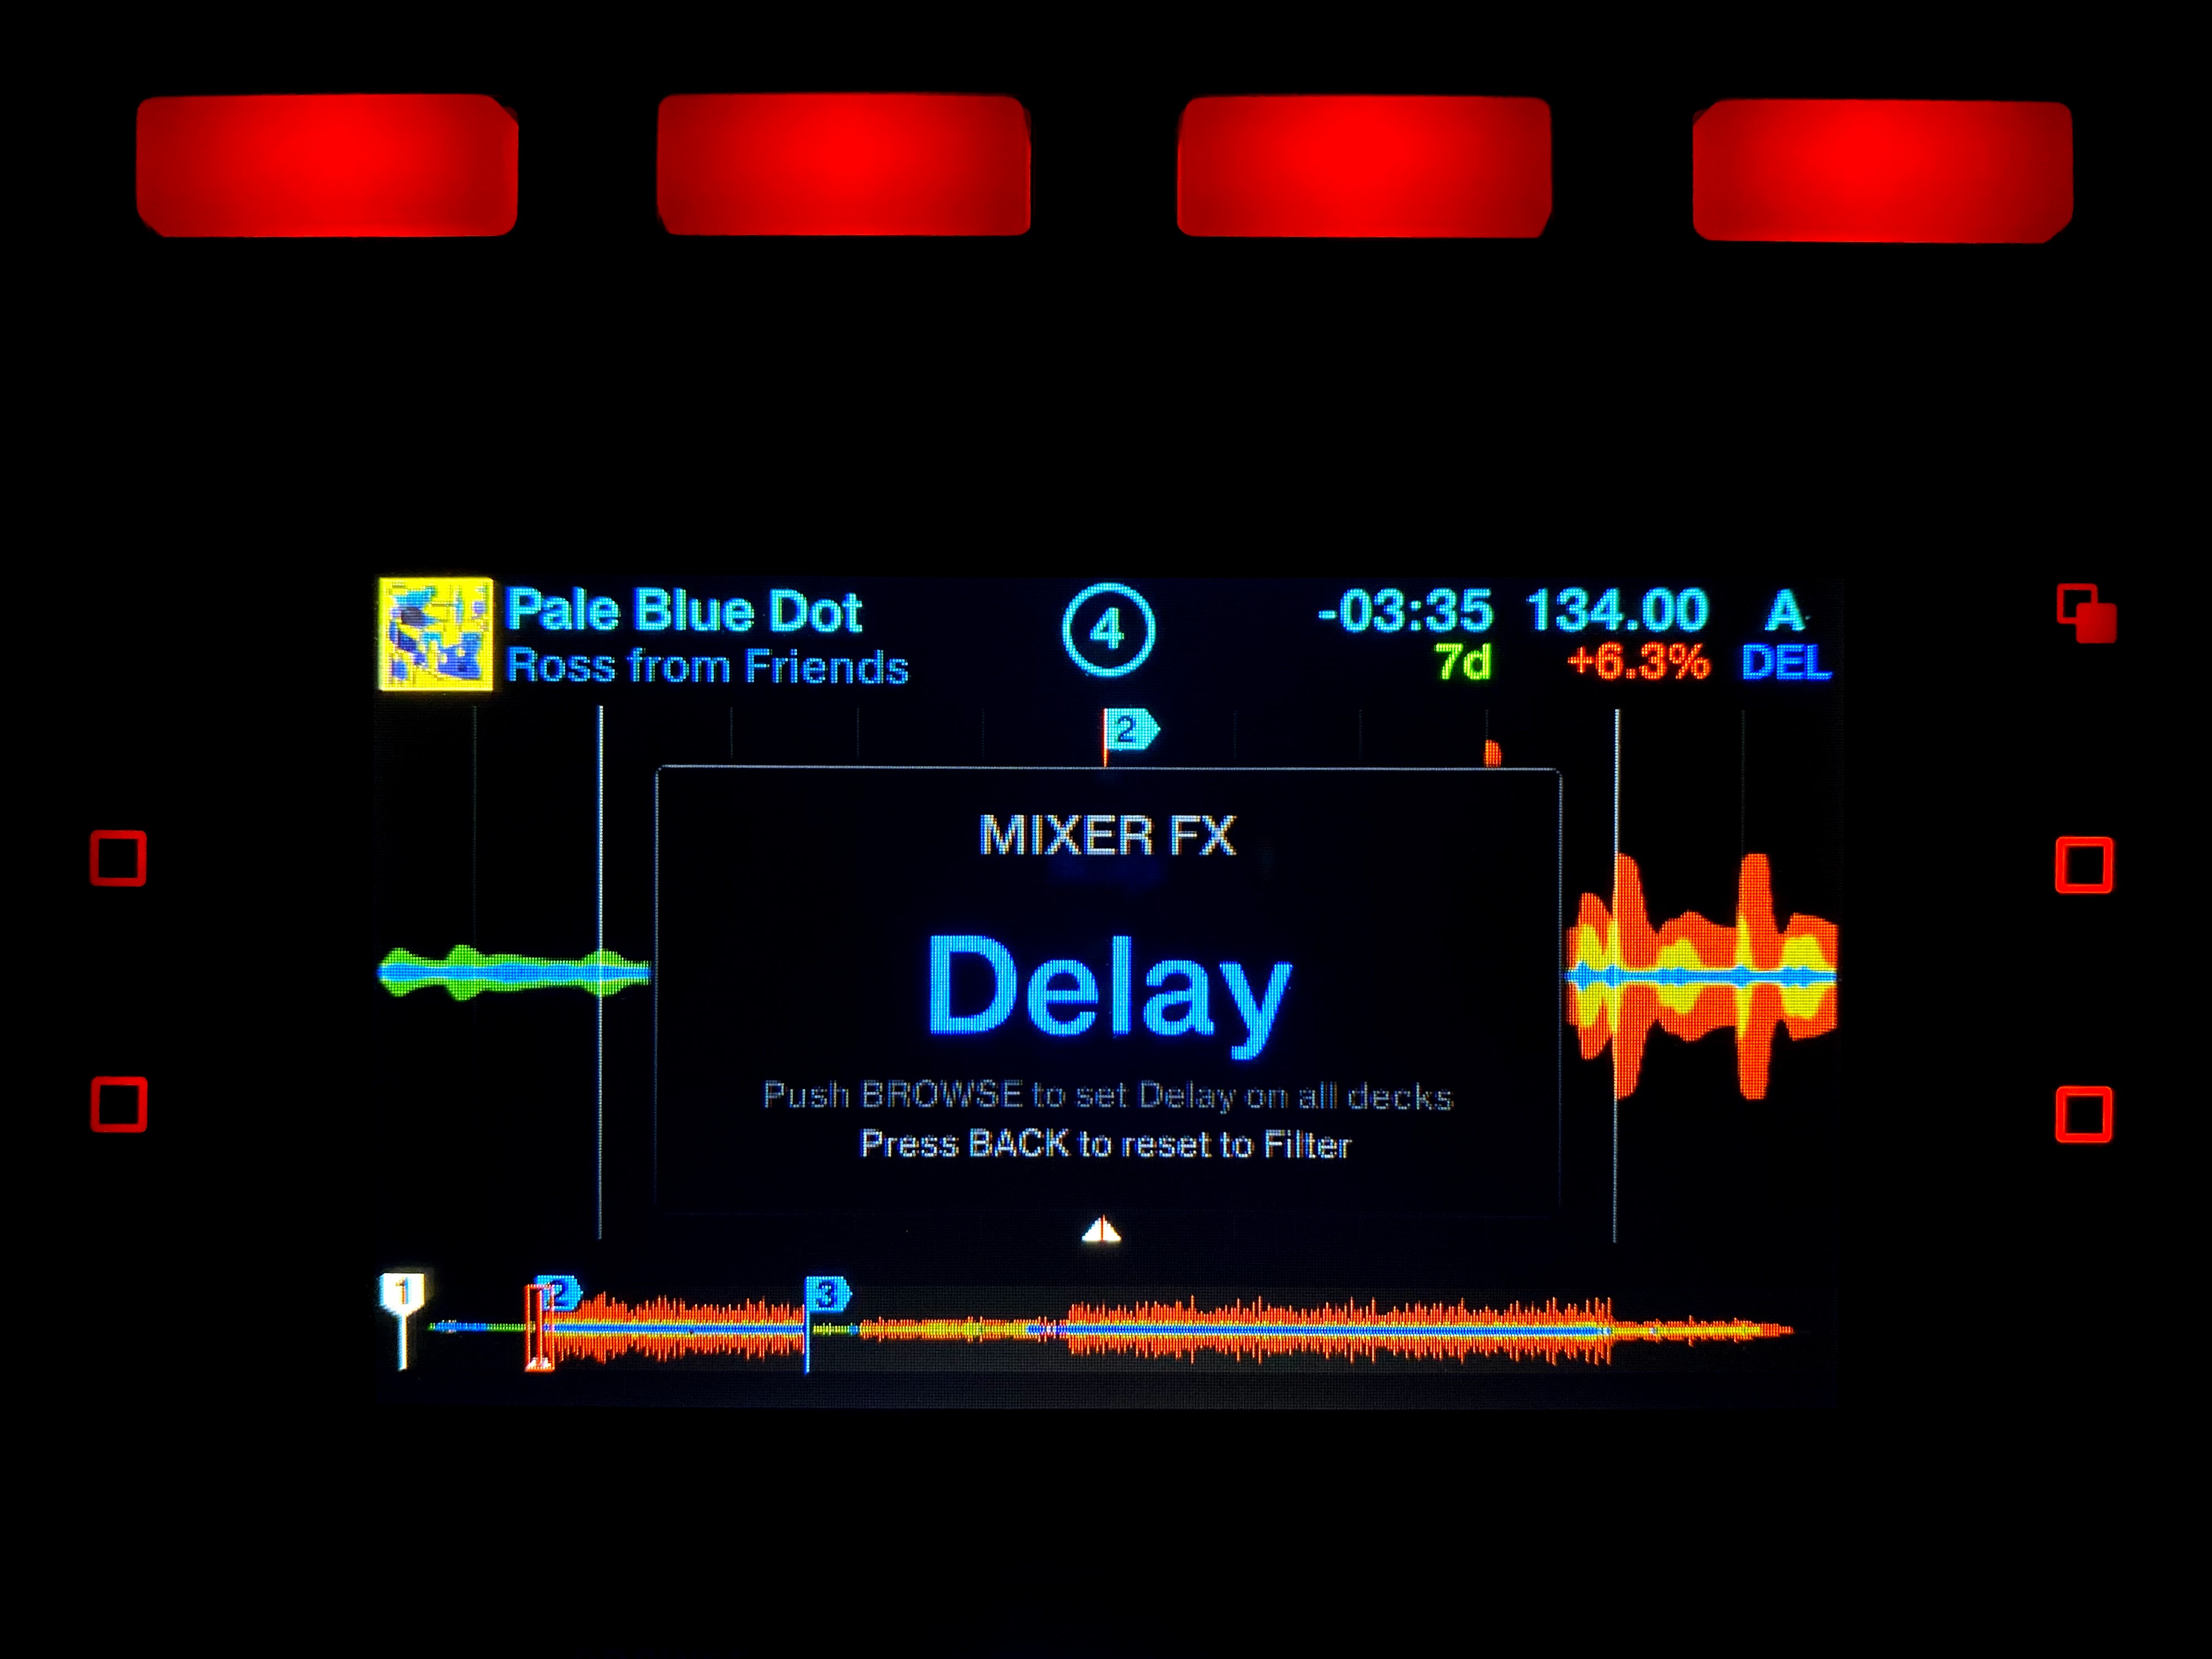 Pale Blue Dot
Ross from Friends
4
-03:35 134.00 A
7d +6.3% DEL
2
MIXER FX
Delay
Push BROWSE to set Delay on all decks
Press BACK to reset to Filter
1 2 3